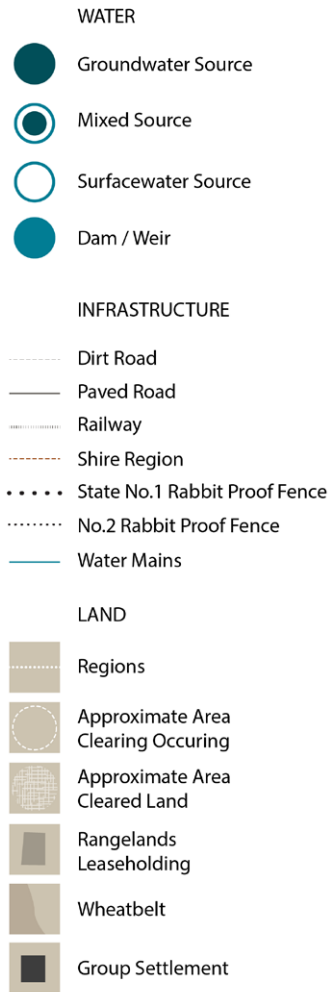 WATER
Groundwater Source
Mixed Source
Surfacewater Source
Dam / Weir
INFRASTRUCTURE
Dirt Road
Paved Road
Railway
Shire Region
State No.1 Rabbit Proof Fence
No.2 Rabbit Proof Fence
Water Mains
LAND
Regions
Approximate Area
Clearing Occuring
Approximate Area
Cleared Land
Rangelands
Leaseholding
Wheatbelt
Group Settlement